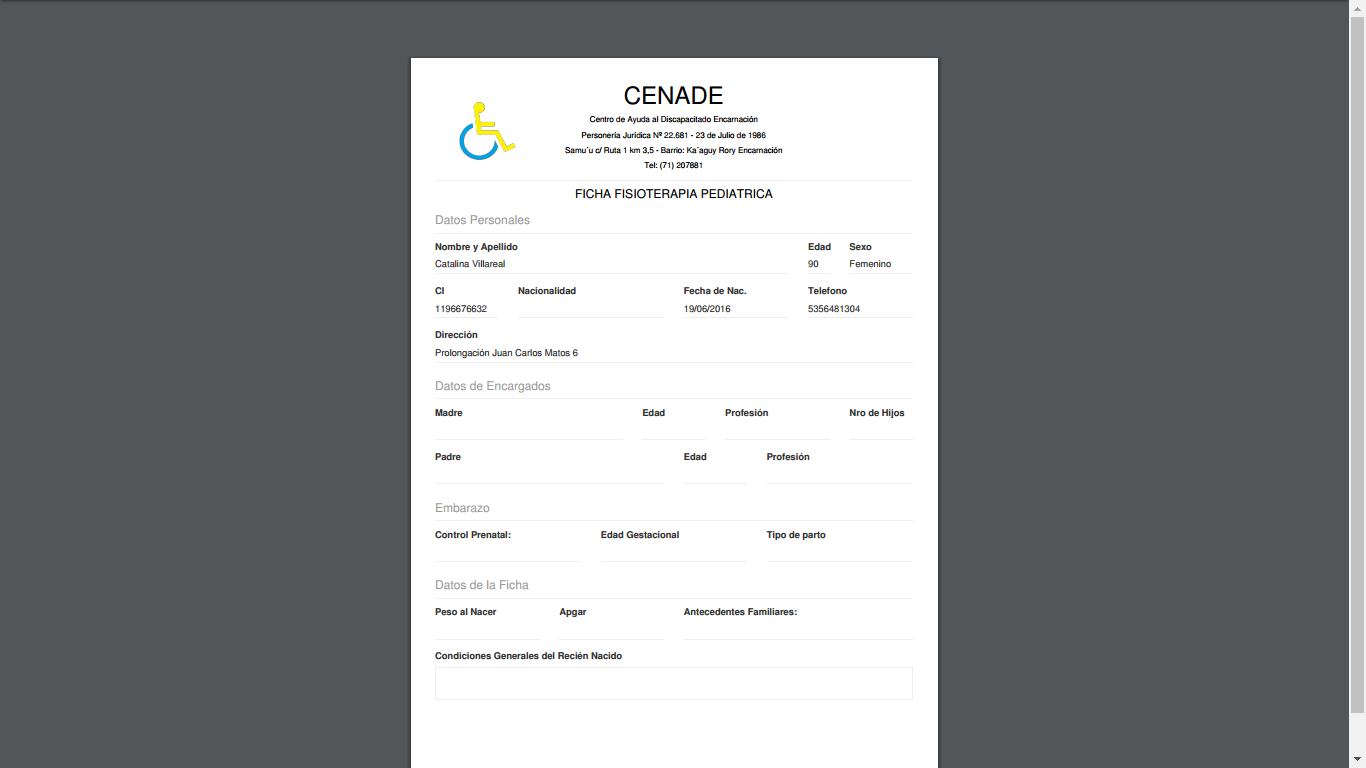 CENADE
Centro de Ayuda al Discapacitado Encarnación
Personería Jurídica Nº 22.681 - 23 de Julio de 1986
Samu´u c/ Ruta 1 km 3,5 - Barrio: Ka´aguy Rory Encarnación
Tel: (71) 207881
FICHA FISIOTERAPIA PEDIATRICA
Datos Personales
Nombre y Apellido Edad Sexo
Catalina Villareal 90 Femenino
CI Nacionalidad Fecha de Nac. Telefono
1196676632 19/06/2016 5356481304
Dirección
Prolongación Juan Carlos Matos 6
Datos de Encargados
Madre Edad Profesión Nro de Hijos
Padre Edad Profesión
Embarazo
Control Prenatal: Edad Gestacional Tipo de parto
Datos de la Ficha
Peso al Nacer Apgar Antecedentes Familiares:
Condiciones Generales del Recién Nacido